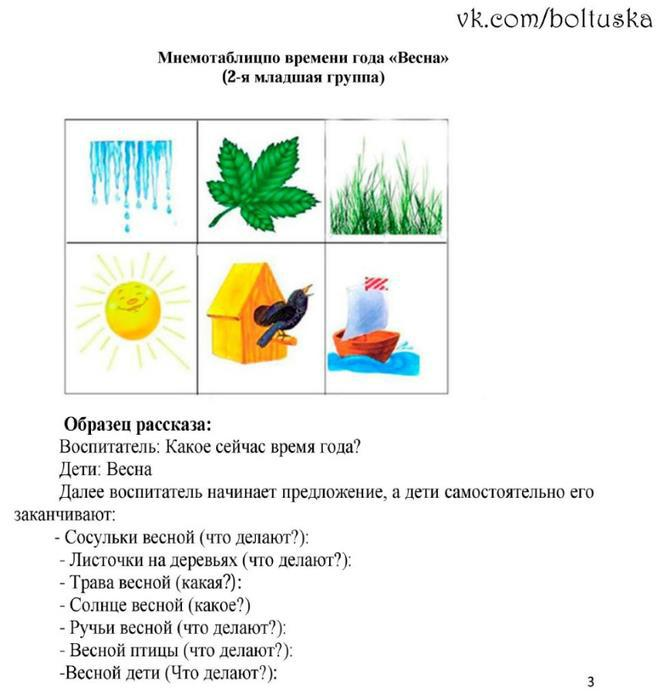 vk.com/boltuska
Мнемотаблицпо времени года «Весна»
(2-я младшая группа)
Образец рассказа:
Воспитатель: Какое сейчас время года?
Дети: Весна
Далее воспитатель начинает предложение, а дети самостоятельно его
заканчивают:
- Сосульки весной (что делают?):
- Листочки на деревьях (что делают?):
- Трава весной (какая?):
- Солнце весной (какое?)
- Ручьи весной (что делают?):
- Весной птицы (что делают?):
-Весной дети (Что делают?):
3